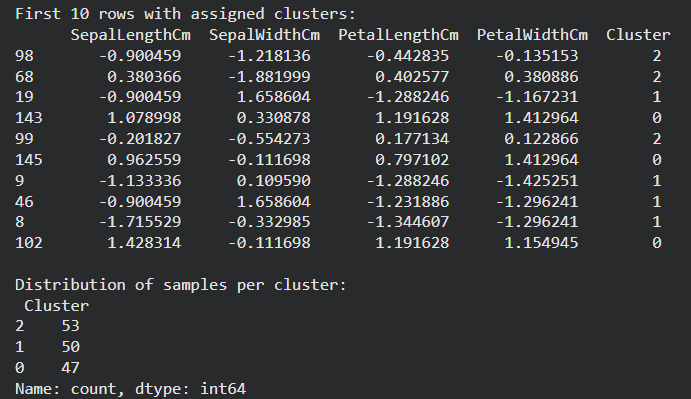 First 10 rows with assigned clusters:
     SepalLengthCm  SepalWidthCm  PetalLengthCm  PetalWidthCm  Cluster
98       -0.900459     -1.218136      -0.442835     -0.135153        2
68        0.380366     -1.881999       0.402577      0.380886        2
19       -0.900459      1.658604      -1.288246     -1.167231        1
143       1.078998      0.330878       1.191628      1.412964        0
99       -0.201827     -0.554273       0.177134      0.122866        2
145       0.962559     -0.111698       0.797102      1.412964        0
9        -1.133336      0.109590      -1.288246     -1.425251        1
46       -0.900459      1.658604      -1.231886     -1.296241        1
8        -1.715529     -0.332985      -1.344607     -1.296241        1
102       1.428314     -0.111698       1.191628      1.154945        0

Distribution of samples per cluster:
 Cluster
2    53
1    50
0    47
Name: count, dtype: int64